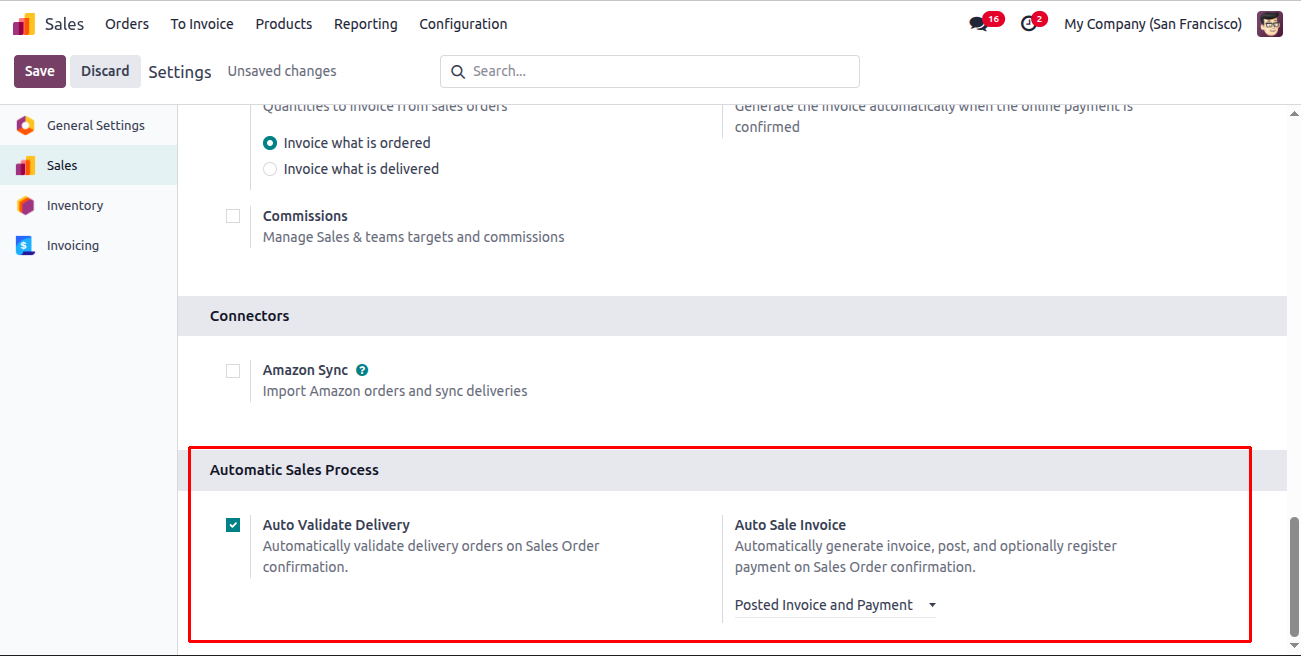 Sales Orders To Invoice Products Reporting Configuration 16 2 My Company (San Francisco)
Save Discard Settings Unsaved changes Search...
General Settings
Sales
Inventory
Invoicing
Quantities to invoice from sales orders
Invoice what is ordered
Invoice what is delivered
Generate the invoice automatically when the online payment is
confirmed
Commissions
Manage Sales & teams targets and commissions
Connectors
Amazon Sync ?
Import Amazon orders and sync deliveries
Automatic Sales Process
Auto Validate Delivery
Automatically validate delivery orders on Sales Order
confirmation.
Auto Sale Invoice
Automatically generate invoice, post, and optionally register
payment on Sales Order confirmation.
Posted Invoice and Payment